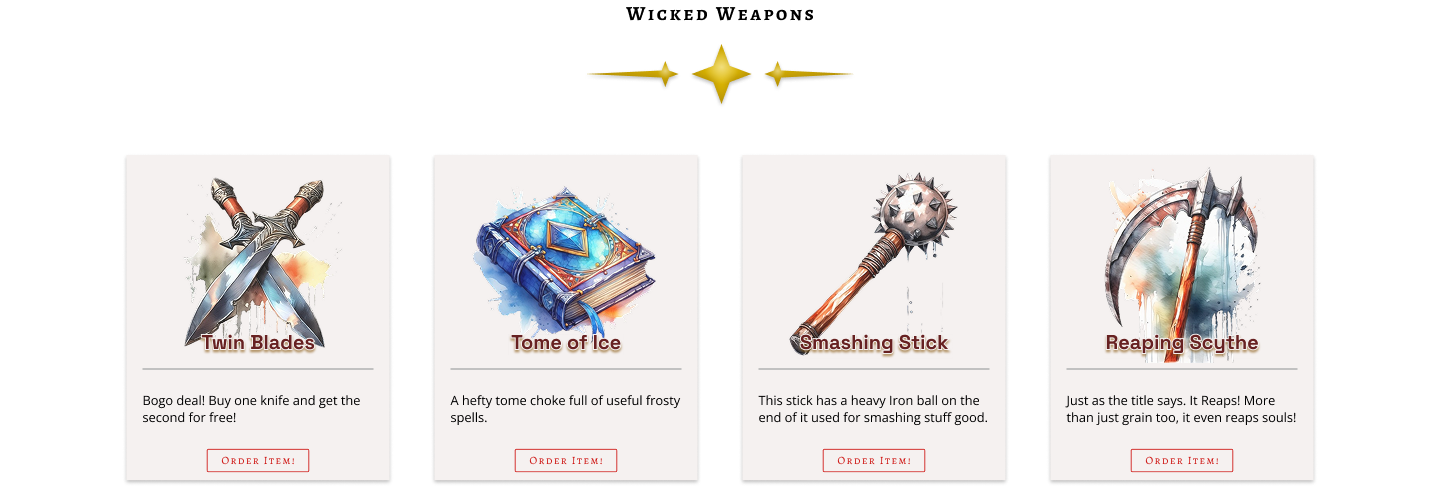 Wicked Weapons
Twin Blades
Bogo deal! Buy one knife and get the
second for free!
Order Item!
Tome of Ice
A hefty tome choke full of useful frosty
spells.
Order Item!
Smashing Stick
This stick has a heavy Iron ball on the
end of it used for smashing stuff good.
Order Item!
Reaping Scythe
Just as the title says. It Reaps! More
than just grain too, it even reaps souls!
Order Item!